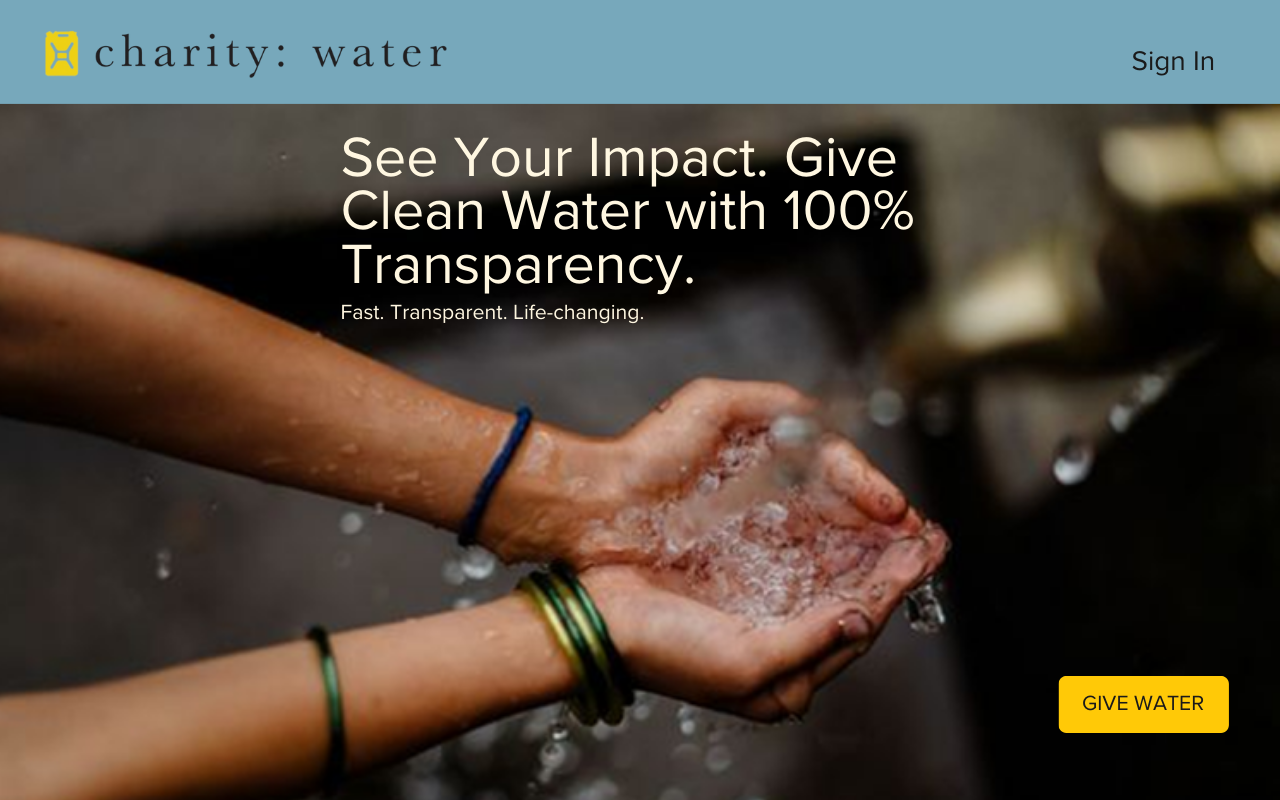 charity: water
Sign In
See Your Impact. Give
Clean Water with 100%
Transparency.
Fast. Transparent. Life-changing.
GIVE WATER